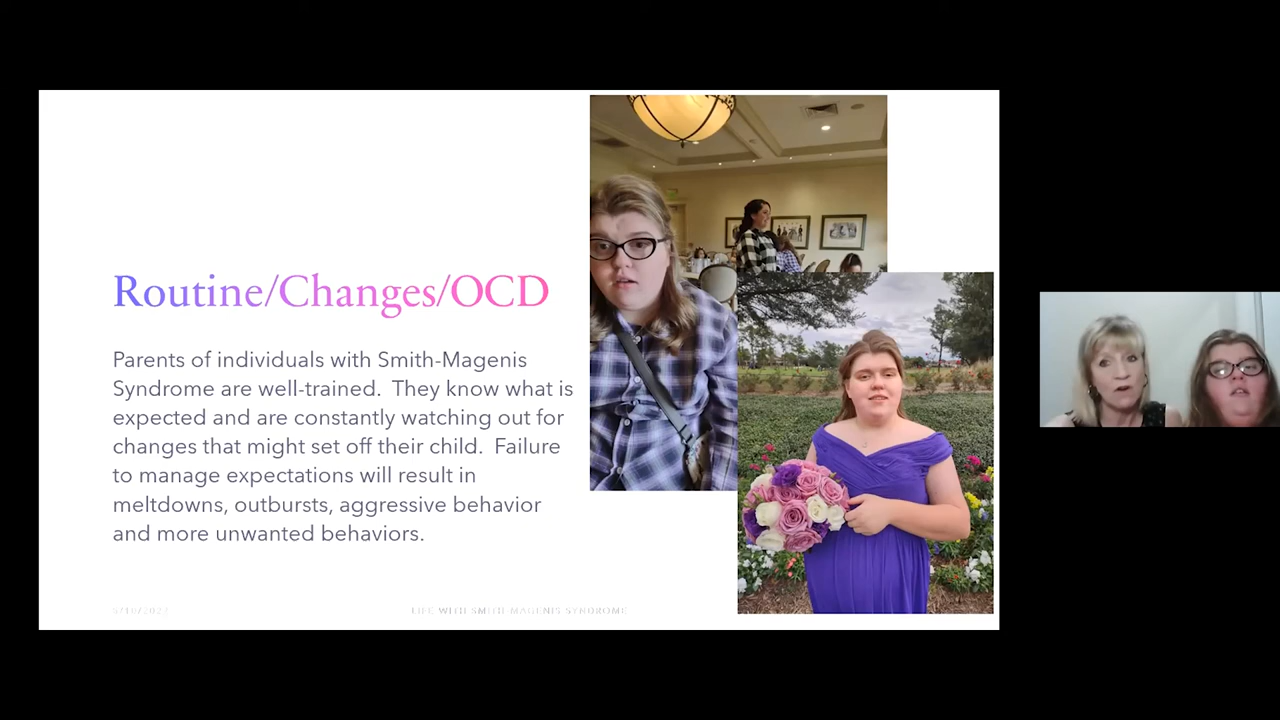 Routine/Changes/OCD
Parents of individuals with Smith-Magenis
Syndrome are well-trained.  They know what is
expected and are constantly watching out for
changes that might set off their child.  Failure
to manage expectations will result in
meltdowns, outbursts, aggressive behavior
and more unwanted behaviors.
LIFE WITH SMITH-MAGENIS SYNDROME